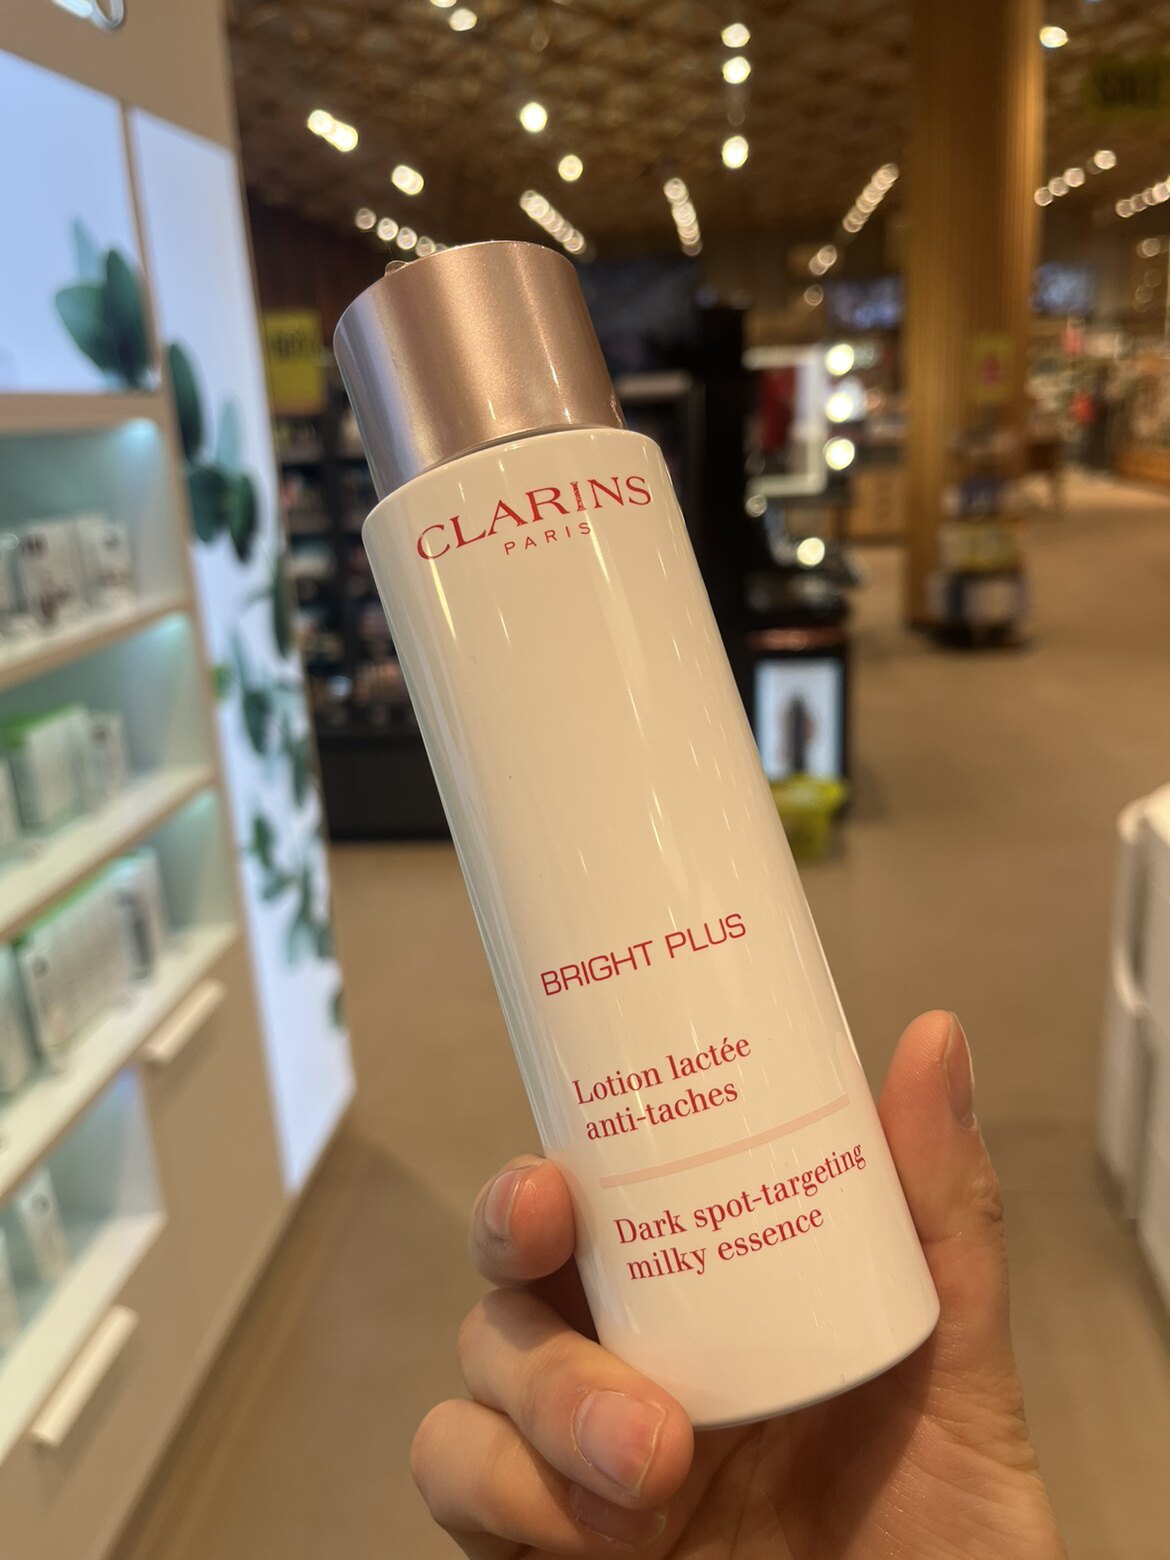 CLARINS
PARIS
BRIGHT PLUS
Lotion lactée
anti-taches
Dark spot-targeting
milky essence